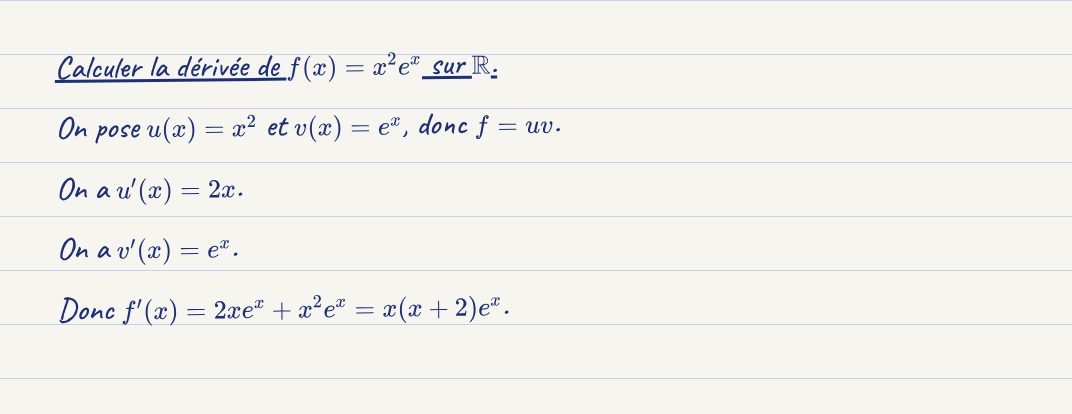 Calculer la dérivée de f(x) = x²eˣ sur ℝ.
On pose u(x) = x² et v(x) = eˣ, donc f = uv.
On a u′(x) = 2x.
On a v′(x) = eˣ.
Donc f′(x) = 2xeˣ + x²eˣ = x(x + 2)eˣ.